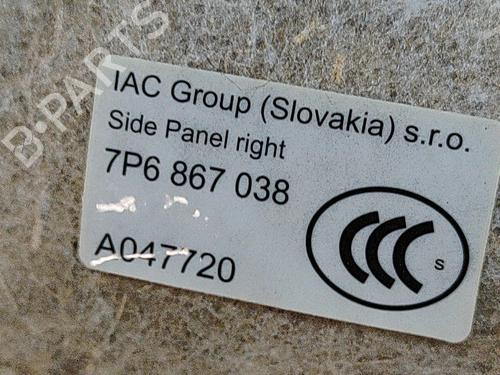 B-PARTS
IAC Group (Slovakia) s.r.o.
Side Panel right
7P6 867 038
A047720
CCC S